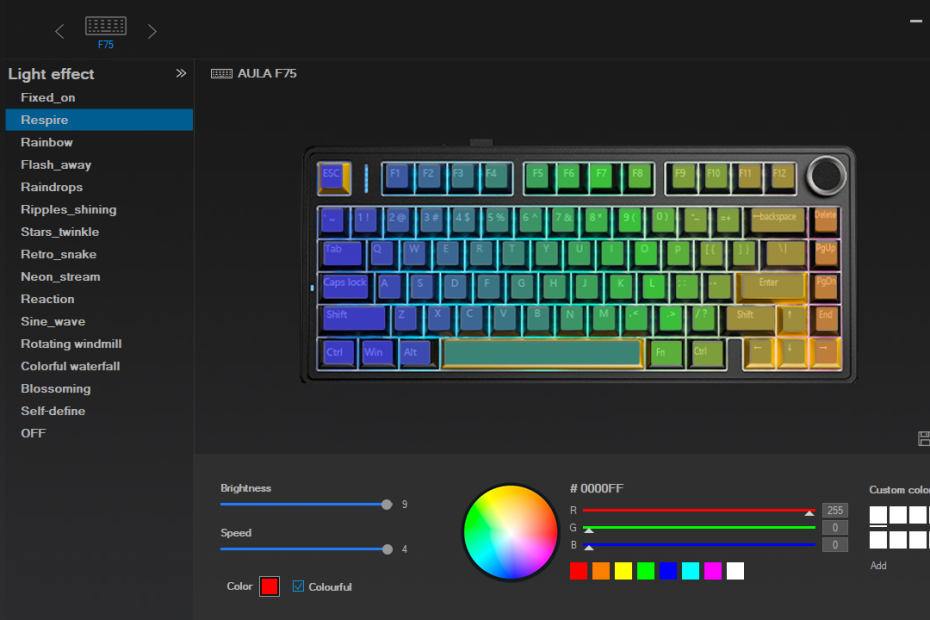 F75
Light effect
AULA F75
Fixed_on
Respire
Rainbow
Flash_away
Raindrops
Ripples_shining
Stars_twinkle
Retro_snake
Neon_stream
Reaction
Sine_wave
Rotating windmill
Colorful waterfall
Blossoming
Self-define
OFF
ESC F1 F2 F3 F4 F5 F6 F7 F8 F9 F10 F11 F12
1 ! 2 @ 3 # 4 $ 5 % 6 ^ 7 & 8 * 9 ( 0 ) =+ ←backspace Delete
Tab Q W E R T Y U I O P [ { ] } \ | PgUp
Caps lock A S D F G H J K L Enter PgDn
Shift Z X C V B N M .< .> / ? Shift ↑ End
Ctrl Win Alt Fn Ctrl ← ↓ →
Brightness
9
Speed
4
Color
Colourful
# 0000FF
R 255
G 0
B 0
Custom color
Add